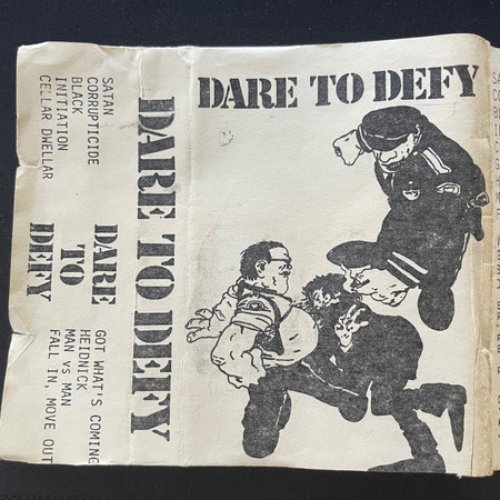 DARE TO DEFY
DARE TO DEFY
SATAN
CORRUPTICIDE
BLACK
INITIATION
CELLAR DWELLAR
DARE
TO
DEFY
GOT WHAT'S COMING
HEIDNICK
MAN VS MAN
FALL IN, MOVE OUT